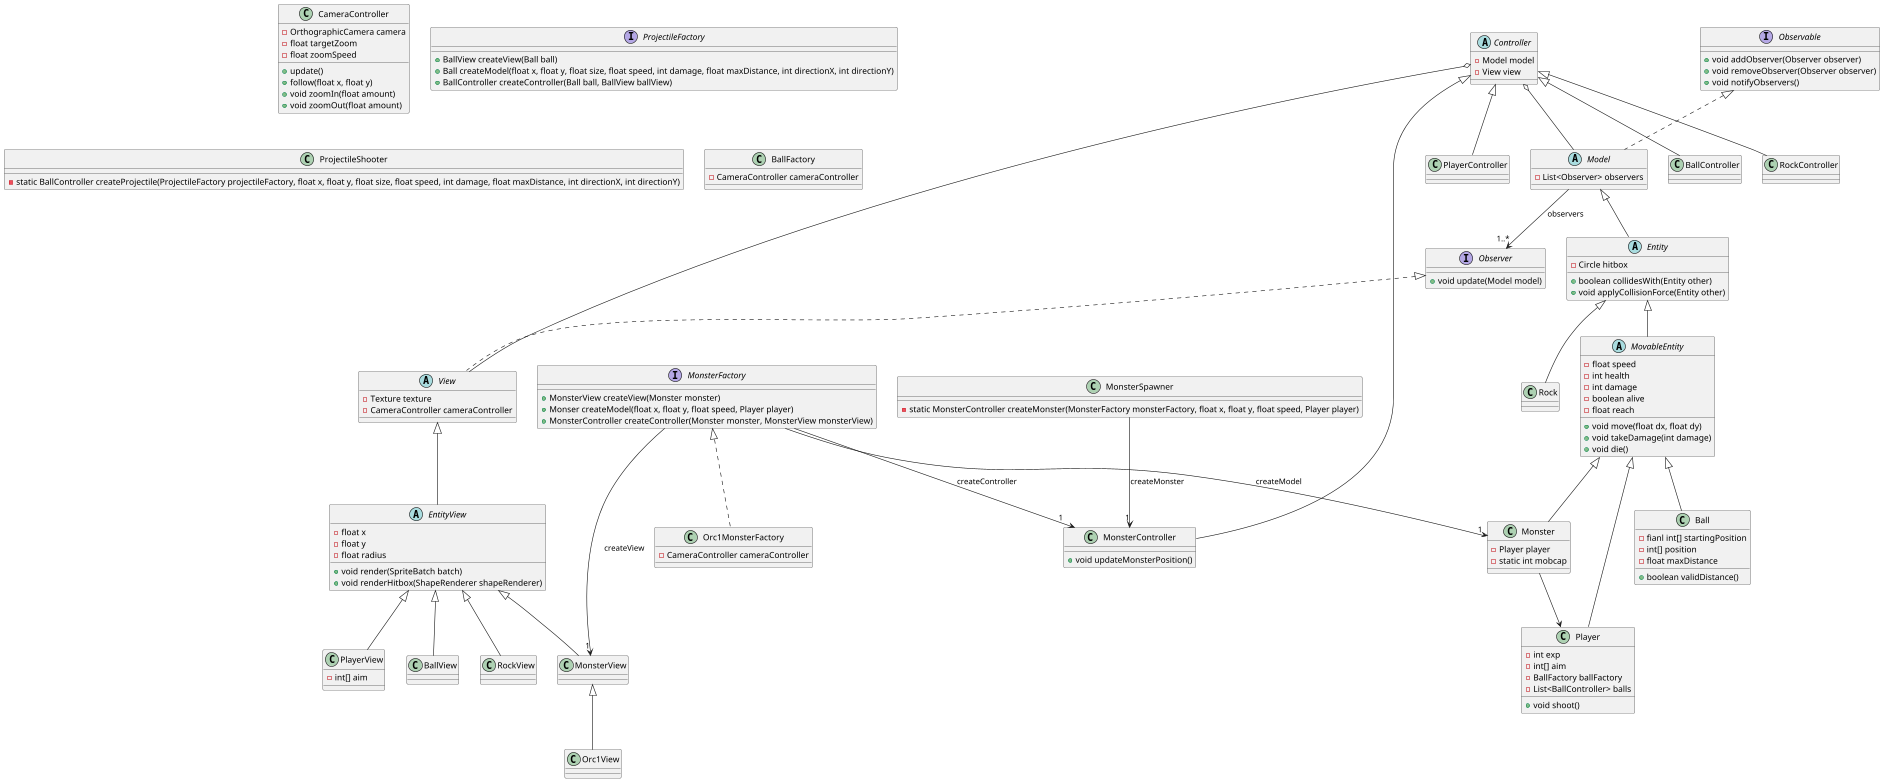 CameraController
OrthographicCamera camera
float targetZoom
float zoomSpeed
update()
follow(float x, float y)
void zoomIn(float amount)
void zoomOut(float amount)
I ProjectileFactory
BallView createView(Ball ball)
Ball createModel(float x, float y, float size, float speed, int damage, float maxDistance, int directionX, int directionY)
BallController createController(Ball ball, BallView ballView)
A Controller
Model model
View view
I Observable
void addObserver(Observer observer)
void removeObserver(Observer observer)
void notifyObservers()
C ProjectileShooter
static BallController createProjectile(ProjectileFactory projectileFactory, float x, float y, float size, float speed, int damage, float maxDistance, int directionX, int directionY)
C BallFactory
CameraController cameraController
C PlayerController
A Model
List<Observer> observers
C BallController
C RockController
observers
1..*
I Observer
void update(Model model)
A Entity
Circle hitbox
boolean collidesWith(Entity other)
void applyCollisionForce(Entity other)
A View
Texture texture
CameraController cameraController
I MonsterFactory
MonsterView createView(Monster monster)
Monser createModel(float x, float y, float speed, Player player)
MonsterController createController(Monster monster, MonsterView monsterView)
C MonsterSpawner
static MonsterController createMonster(MonsterFactory monsterFactory, float x, float y, float speed, Player player)
C Rock
A MovableEntity
float speed
int health
int damage
boolean alive
float reach
void move(float dx, float dy)
void takeDamage(int damage)
void die()
createController
createMonster
createModel
1
1
1
A EntityView
float x
float y
float radius
void render(SpriteBatch batch)
void renderHitbox(ShapeRenderer shapeRenderer)
createView
C Orc1MonsterFactory
CameraController cameraController
C MonsterController
void updateMonsterPosition()
C Monster
Player player
static int mobcap
C Ball
fianl int[] startingPosition
int[] position
float maxDistance
boolean validDistance()
1
C PlayerView
int[] aim
C BallView
C RockView
C MonsterView
C Player
int exp
int[] aim
BallFactory ballFactory
List<BallController> balls
void shoot()
C Orc1View